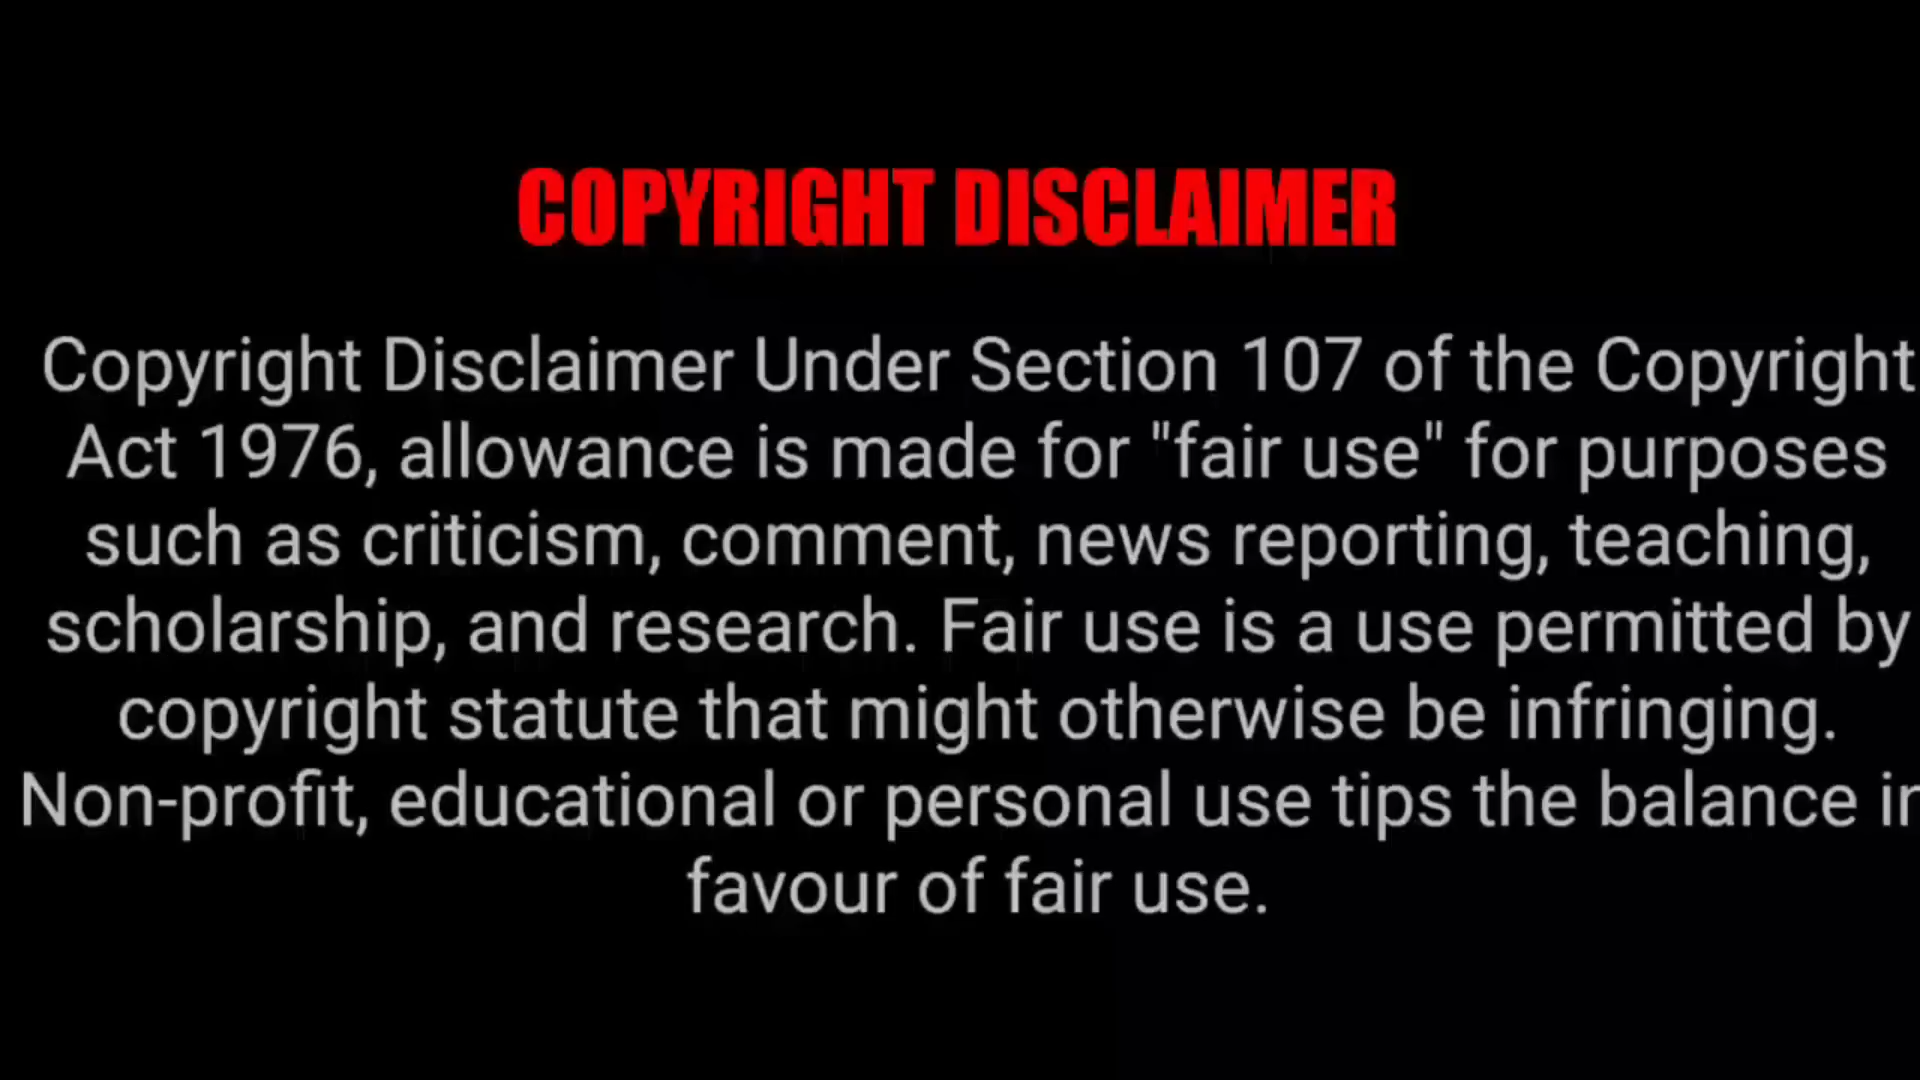 COPYRIGHT DISCLAIMER
Copyright Disclaimer Under Section 107 of the Copyright
Act 1976, allowance is made for "fair use" for purposes
such as criticism, comment, news reporting, teaching,
scholarship, and research. Fair use is a use permitted by
copyright statute that might otherwise be infringing.
Non-profit, educational or personal use tips the balance in
favour of fair use.